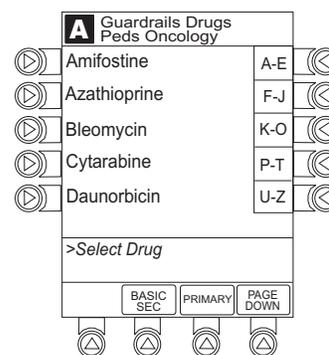 A Guardrails Drugs
Peds Oncology
Amifostine A-E
Azathioprine F-J
Bleomycin K-O
Cytarabine P-T
Daunorbicin U-Z
>Select Drug
BASIC
SEC
PRIMARY
PAGE
DOWN